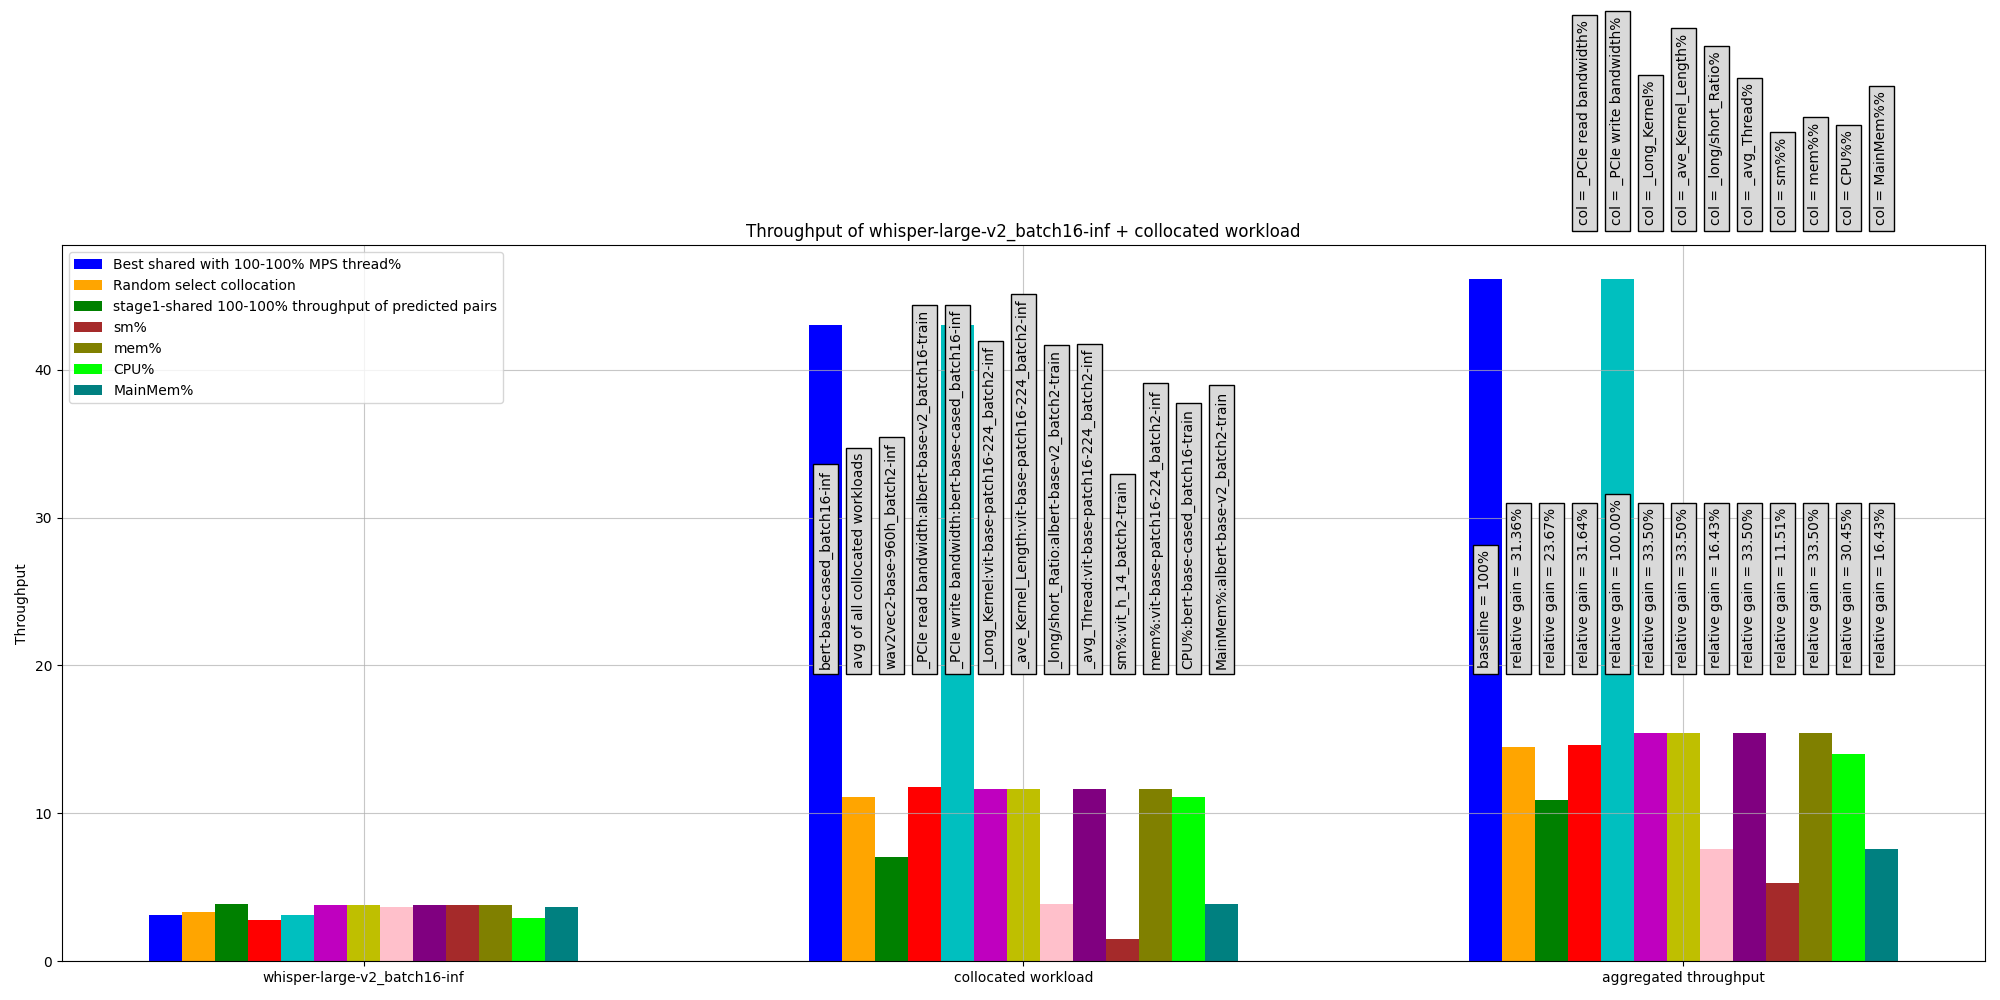 col = _PCIe read bandwidth%
col = _PCIe write bandwidth%
col = _Long_Kernel%
col = _ave_Kernel_Length%
col = _long/short_Ratio%
col = _avg_Thread%
col = sm%%
col = mem%%
col = CPU%%
col = MainMem%%
Throughput of whisper-large-v2_batch16-inf + collocated workload
Best shared with 100-100% MPS thread%
Random select collocation
stage1-shared 100-100% throughput of predicted pairs
sm%
mem%
CPU%
MainMem%
Throughput
40
30
20
10
0
bert-base-cased_batch16-inf
avg of all collocated workloads
wav2vec2-base-960h_batch2-inf
_PCIe read bandwidth:albert-base-v2_batch16-train
_PCIe write bandwidth:bert-base-cased_batch16-inf
_Long_Kernel:vit-base-patch16-224_batch2-inf
_ave_Kernel_Length:vit-base-patch16-224_batch2-inf
_long/short_Ratio:albert-base-v2_batch2-train
_avg_Thread:vit-base-patch16-224_batch2-inf
sm%:vit_h_14_batch2-train
mem%:vit-base-patch16-224_batch2-inf
CPU%:bert-base-cased_batch16-train
MainMem%:albert-base-v2_batch2-train
baseline = 100%
relative gain = 31.36%
relative gain = 23.67%
relative gain = 31.64%
relative gain = 100.00%
relative gain = 33.50%
relative gain = 33.50%
relative gain = 16.43%
relative gain = 33.50%
relative gain = 11.51%
relative gain = 33.50%
relative gain = 30.45%
relative gain = 16.43%
whisper-large-v2_batch16-inf
collocated workload
aggregated throughput